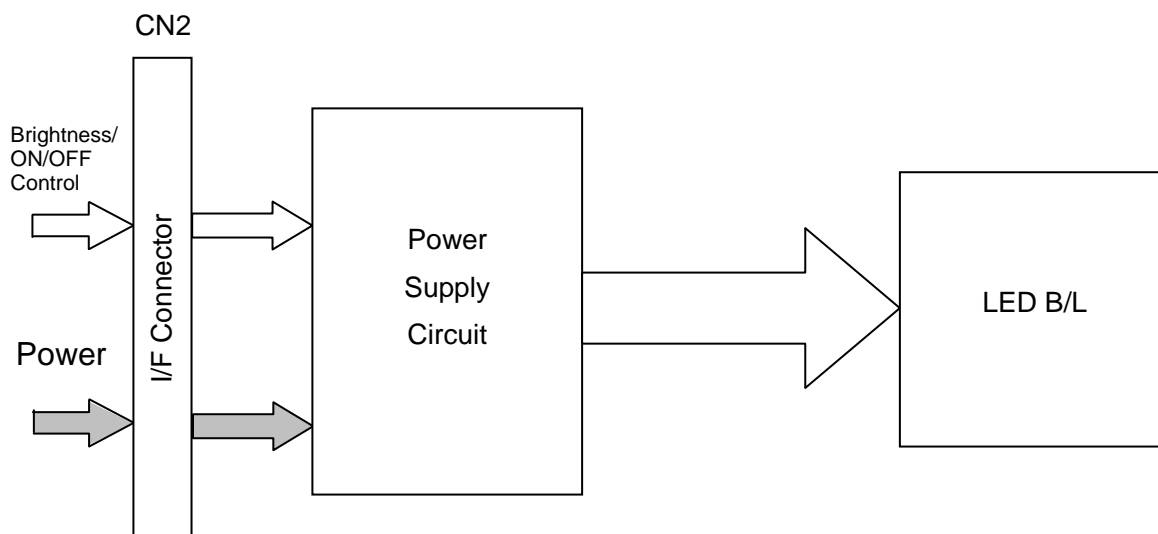 CN2
Brightness/
ON/OFF
Control
Power
I/F Connector
Power
Supply
Circuit
LED B/L